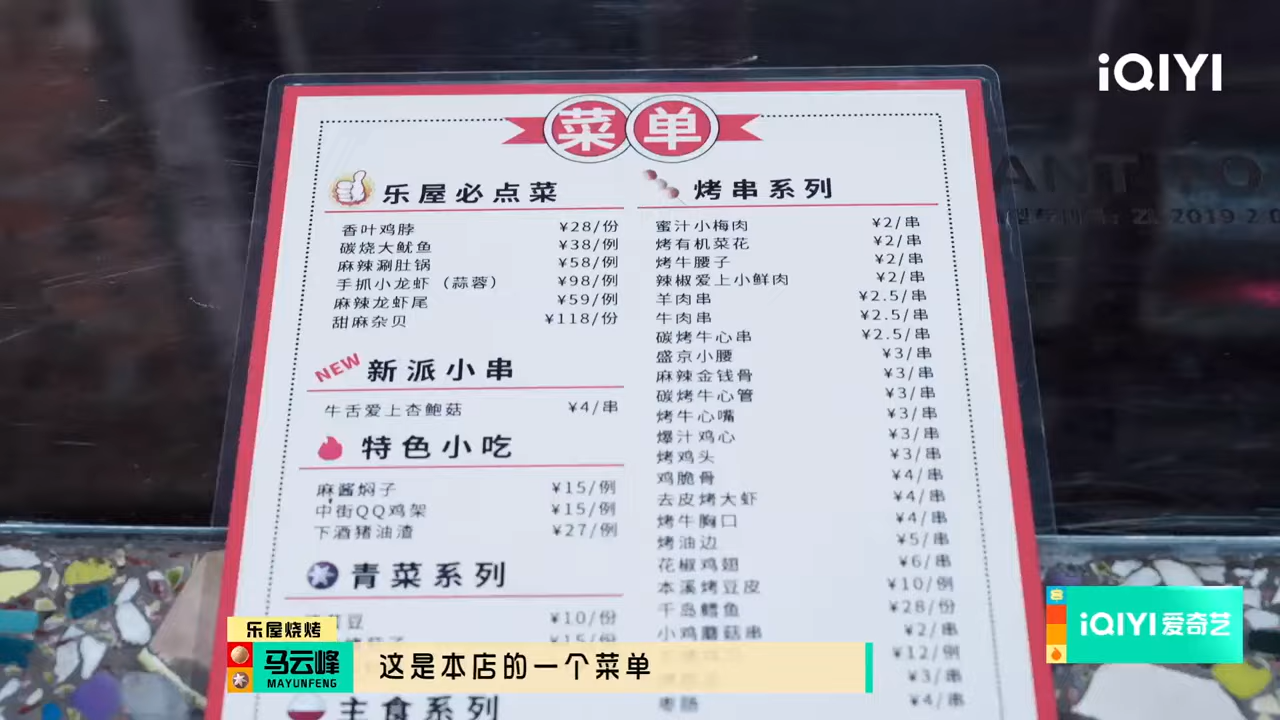 iQIYI
菜单
乐屋必点菜
香叶鸡脖 ¥28/份
碳烧大鱿鱼 ¥38/例
麻辣涮肚锅 ¥58/例
手抓小龙虾（蒜蓉） ¥98/例
麻辣龙虾尾 ¥59/例
甜麻杂贝 ¥118/份
NEW 新派小串
牛舌爱上杏鲍菇 ¥4/串
特色小吃
麻酱焖子 ¥15/例
中街QQ鸡架 ¥15/例
下酒猪油渣 ¥27/例
青菜系列
豆 ¥10/份
¥15/份
主食系列
烤串系列
蜜汁小梅肉 ¥2/串
烤有机菜花 ¥2/串
烤牛腰子 ¥2/串
辣椒爱上小鲜肉 ¥2/串
羊肉串 ¥2.5/串
牛肉串 ¥2.5/串
碳烤牛心串 ¥2.5/串
盛京小腰 ¥3/串
麻辣金钱骨 ¥3/串
碳烤牛心管 ¥3/串
烤牛心嘴 ¥3/串
爆汁鸡心 ¥3/串
烤鸡头 ¥3/串
鸡脆骨 ¥4/串
去皮烤大虾 ¥4/串
烤牛胸口 ¥4/串
烤油边 ¥5/串
花椒鸡翅 ¥6/串
本溪烤豆皮 ¥10/例
千岛鳕鱼 ¥28/份
小鸡蘑菇串 ¥2/串
¥12/例
¥3/串
枣肠 ¥4/串
2019 2 0
iQIYI爱奇艺
乐屋烧烤
马云峰
MAYUNFENG
这是本店的一个菜单